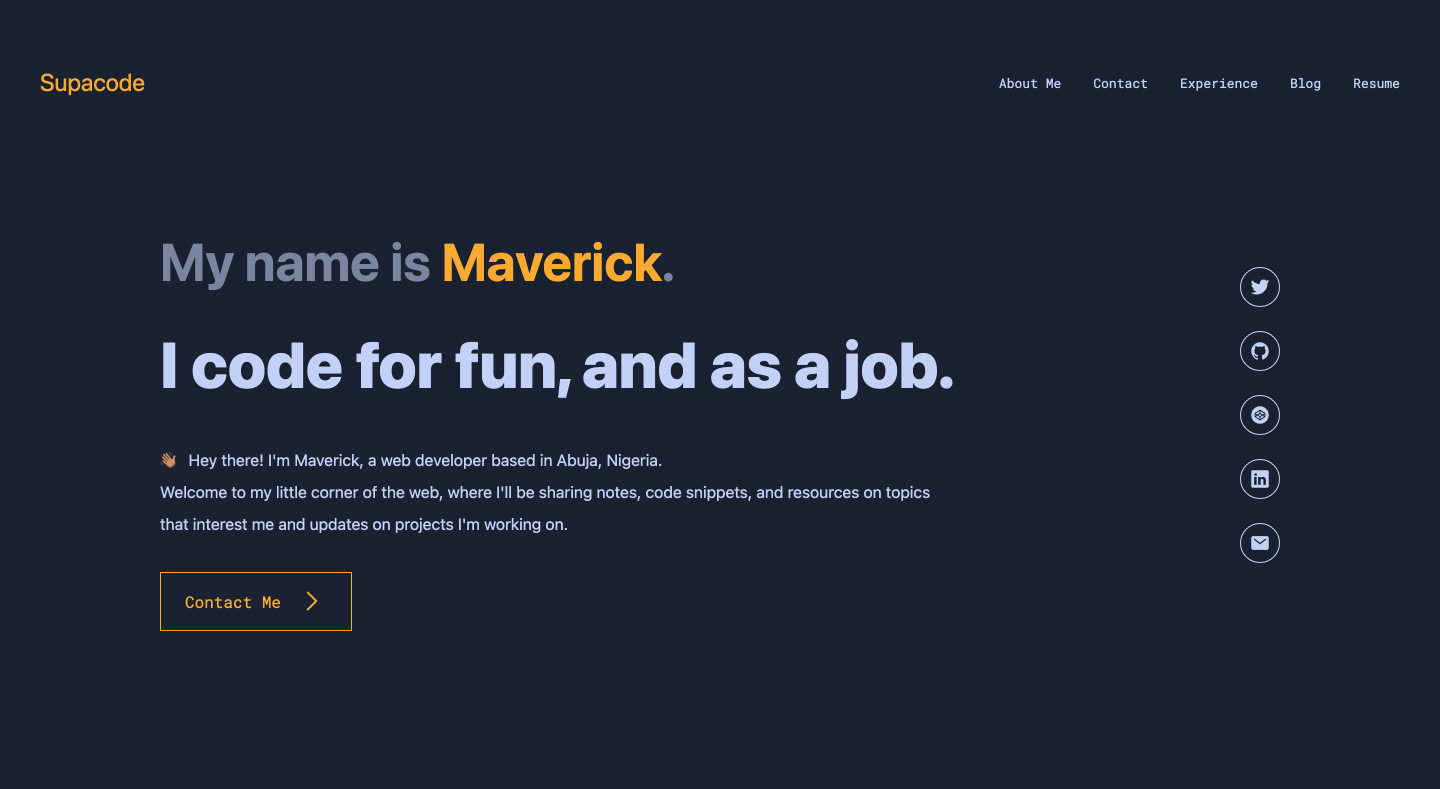 Supacode
About Me Contact Experience Blog Resume
My name is Maverick.
I code for fun, and as a job.
👋🏽 Hey there! I'm Maverick, a web developer based in Abuja, Nigeria.
Welcome to my little corner of the web, where I'll be sharing notes, code snippets, and resources on topics
that interest me and updates on projects I'm working on.
Contact Me